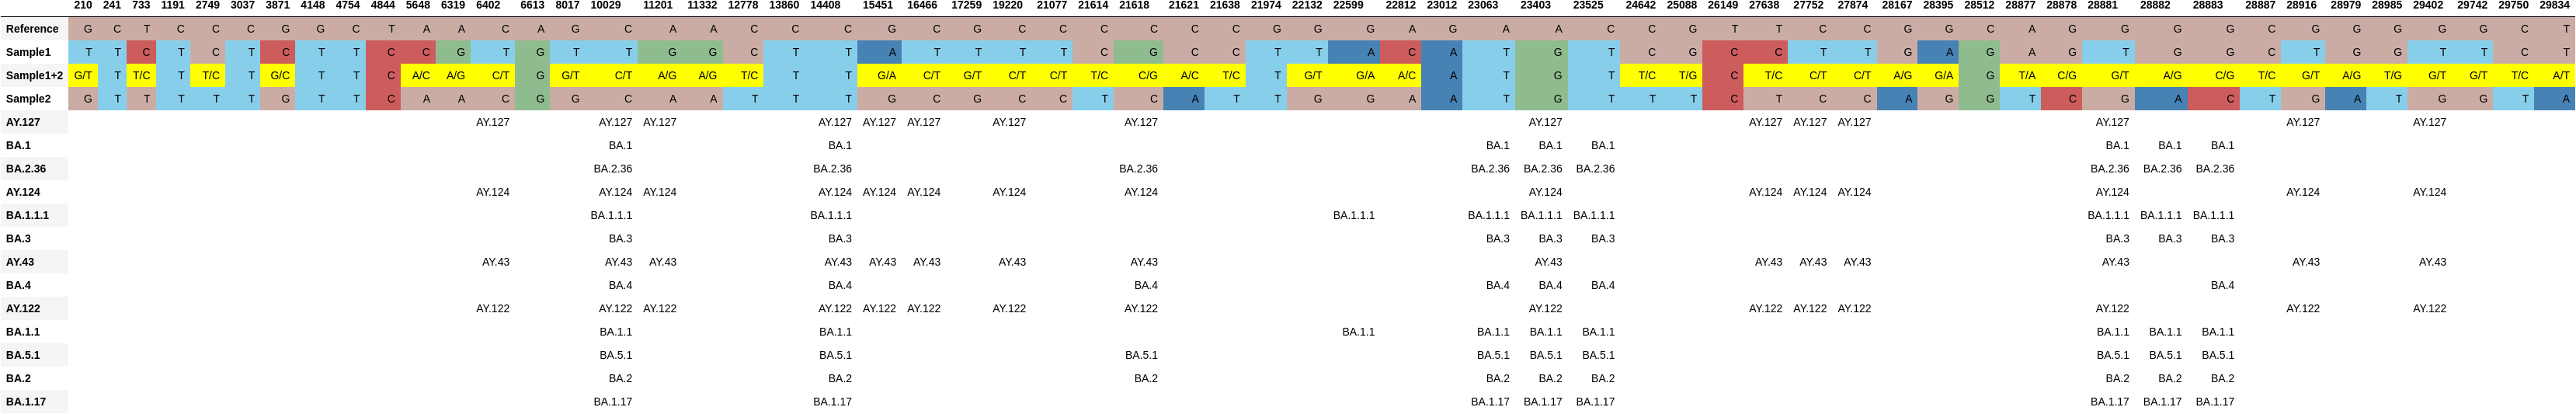 210 241 733 1191 2749 3037 3871 4148 4754 4844 5648 6319 6402 6613 8017 10029 11201 11332 12778 13860 14408 15451 16466 17259 19220 21077 21614 21618 21621 21638 21974 22132 22599 22812 23012 23063 23403 23525 24642 25088 26149 27638 27752 27874 28167 28395 28512 28877 28878 28881 28882 28883 28887 28916 28979 28985 29402 29742 29750 29834
Reference G C T C C C G G C T A A C A G C A A C C C G C G C C C C C C G G G A G A A C C G T T C C G G C A G G G G C G G G G G C T
Sample1 T T C T C T C T T C C G T G T T G G C T T A T T T T C G C C T T A C A T G T C G C C T T G A G A G T G G C T G G T T C T
Sample1+2 G/T T T/C T T/C T G/C T T C A/C A/G C/T G G/T C/T A/G A/G T/C T T G/A C/T G/T C/T C/T T/C C/G A/C T/C T G/T G/A A/C A T G T T/C T/G C T/C C/T C/T A/G G/A G T/A C/G G/T A/G C/G T/C G/T A/G T/G G/T G/T T/C A/T
Sample2 G T T T T T G T T C A A C G G C A A T T T G C G C C T C A T T G G A A T G T T T C T C C A G G T C G A C T G A T G G T A
AY.127 AY.127 AY.127 AY.127 AY.127 AY.127 AY.127 AY.127 AY.127 AY.127 AY.127 AY.127 AY.127 AY.127 AY.127 AY.127
BA.1 BA.1 BA.1 BA.1 BA.1 BA.1 BA.1 BA.1 BA.1
BA.2.36 BA.2.36 BA.2.36 BA.2.36 BA.2.36 BA.2.36 BA.2.36 BA.2.36 BA.2.36 BA.2.36
AY.124 AY.124 AY.124 AY.124 AY.124 AY.124 AY.124 AY.124 AY.124 AY.124 AY.124 AY.124 AY.124 AY.124 AY.124 AY.124
BA.1.1.1 BA.1.1.1 BA.1.1.1 BA.1.1.1 BA.1.1.1 BA.1.1.1 BA.1.1.1 BA.1.1.1 BA.1.1.1 BA.1.1.1
BA.3 BA.3 BA.3 BA.3 BA.3 BA.3 BA.3 BA.3 BA.3
AY.43 AY.43 AY.43 AY.43 AY.43 AY.43 AY.43 AY.43 AY.43 AY.43 AY.43 AY.43 AY.43 AY.43 AY.43 AY.43
BA.4 BA.4 BA.4 BA.4 BA.4 BA.4 BA.4 BA.4
AY.122 AY.122 AY.122 AY.122 AY.122 AY.122 AY.122 AY.122 AY.122 AY.122 AY.122 AY.122 AY.122 AY.122 AY.122 AY.122
BA.1.1 BA.1.1 BA.1.1 BA.1.1 BA.1.1 BA.1.1 BA.1.1 BA.1.1 BA.1.1 BA.1.1
BA.5.1 BA.5.1 BA.5.1 BA.5.1 BA.5.1 BA.5.1 BA.5.1 BA.5.1 BA.5.1 BA.5.1
BA.2 BA.2 BA.2 BA.2 BA.2 BA.2 BA.2 BA.2 BA.2 BA.2
BA.1.17 BA.1.17 BA.1.17 BA.1.17 BA.1.17 BA.1.17 BA.1.17 BA.1.17 BA.1.17